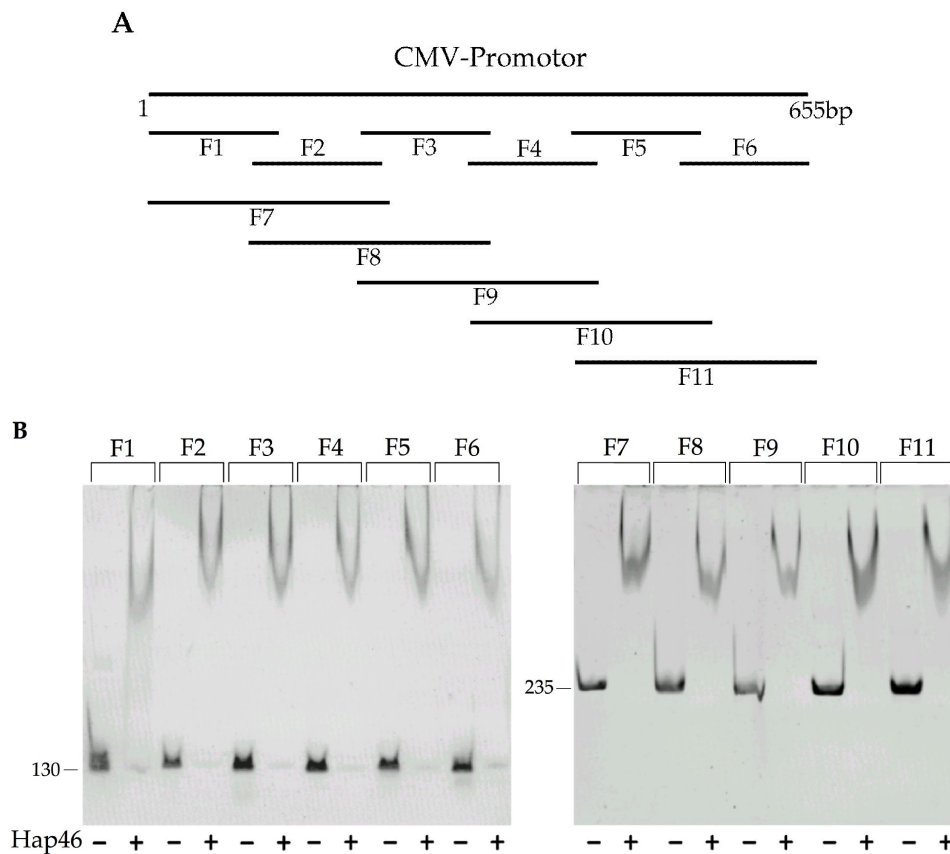 A
CMV-Promotor
1 655bp
F1 F2 F3 F4 F5 F6
F7
F8
F9
F10
F11
B
F1 F2 F3 F4 F5 F6 F7 F8 F9 F10 F11
235
130
Hap46 − + − + − + − + − + − + − + − + − + − + − +